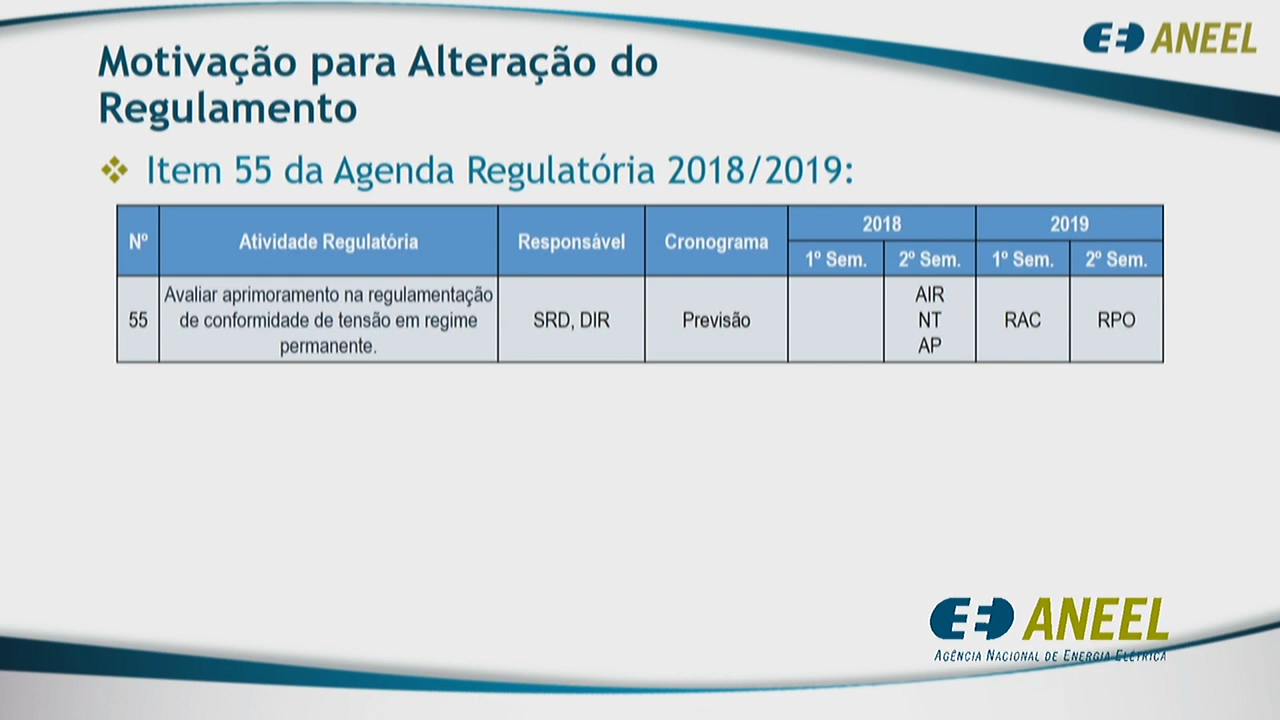 ANEEL
Motivação para Alteração do
Regulamento
Item 55 da Agenda Regulatória 2018/2019:
Nº Atividade Regulatória Responsável Cronograma 2018 2019
1º Sem. 2º Sem. 1º Sem. 2º Sem.
55 Avaliar aprimoramento na regulamentação
de conformidade de tensão em regime
permanente.
SRD, DIR Previsão
AIR
NT
AP
RAC RPO
ANEEL
AGÊNCIA NACIONAL DE ENERGIA ELÉTRICA